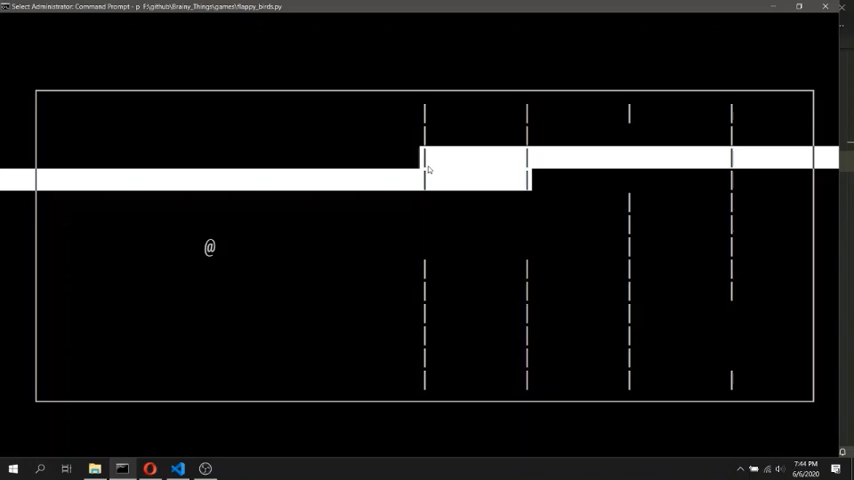 Select Administrator: Command Prompt - p F:\github\Brainy_Things\games\flappy_birds.py
@
7:44 PM
6/6/2020